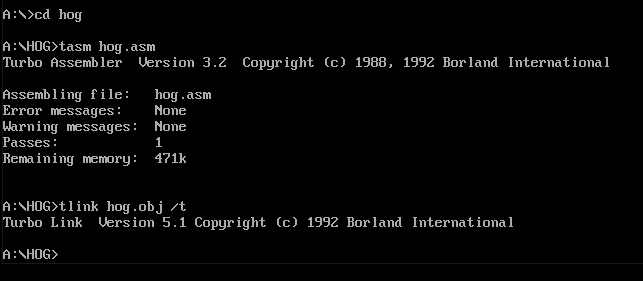 A:\>cd hog
A:\HOG>tasm hog.asm
Turbo Assembler  Version 3.2  Copyright (c) 1988, 1992 Borland International
Assembling file:   hog.asm
Error messages:    None
Warning messages:  None
Passes:            1
Remaining memory:  471k
A:\HOG>tlink hog.obj /t
Turbo Link  Version 5.1 Copyright (c) 1992 Borland International
A:\HOG>